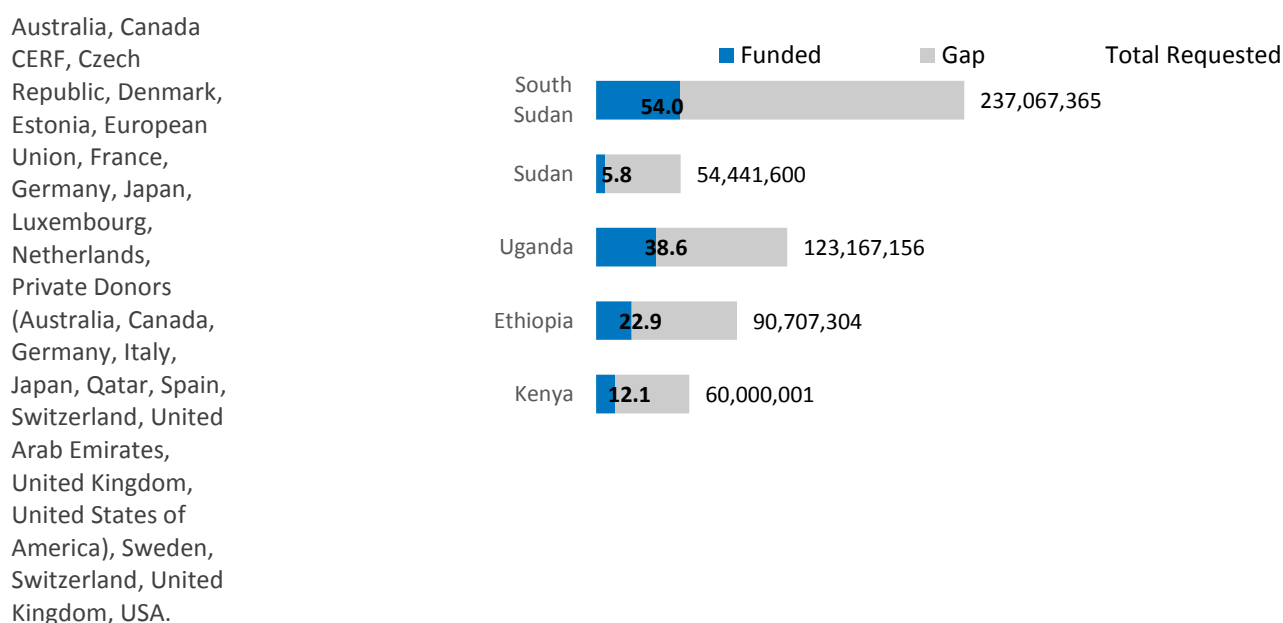 Australia, Canada
CERF, Czech
Republic, Denmark,
Estonia, European
Union, France,
Germany, Japan,
Luxembourg,
Netherlands,
Private Donors
(Australia, Canada,
Germany, Italy,
Japan, Qatar, Spain,
Switzerland, United
Arab Emirates,
United Kingdom,
United States of
America), Sweden,
Switzerland, United
Kingdom, USA.
Funded Gap Total Requested
South
Sudan
54.0 237,067,365
Sudan 5.8 54,441,600
Uganda 38.6 123,167,156
Ethiopia 22.9 90,707,304
Kenya 12.1 60,000,001